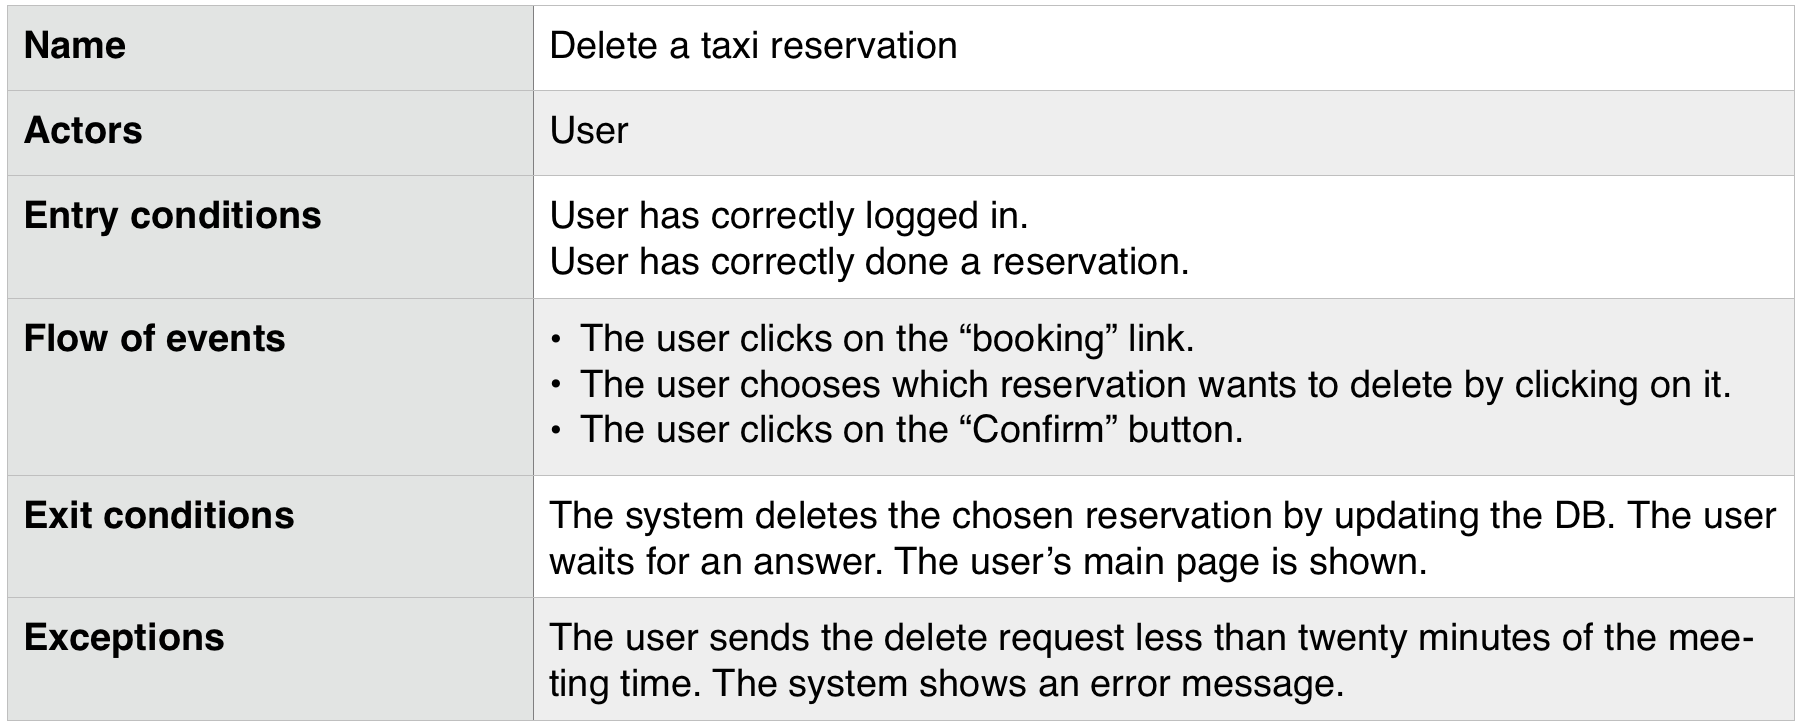 Name
Delete a taxi reservation
Actors
User
Entry conditions
User has correctly logged in.
User has correctly done a reservation.
Flow of events
• The user clicks on the “booking” link.
• The user chooses which reservation wants to delete by clicking on it.
• The user clicks on the “Confirm” button.
Exit conditions
The system deletes the chosen reservation by updating the DB. The user
waits for an answer. The user’s main page is shown.
Exceptions
The user sends the delete request less than twenty minutes of the mee-
ting time. The system shows an error message.